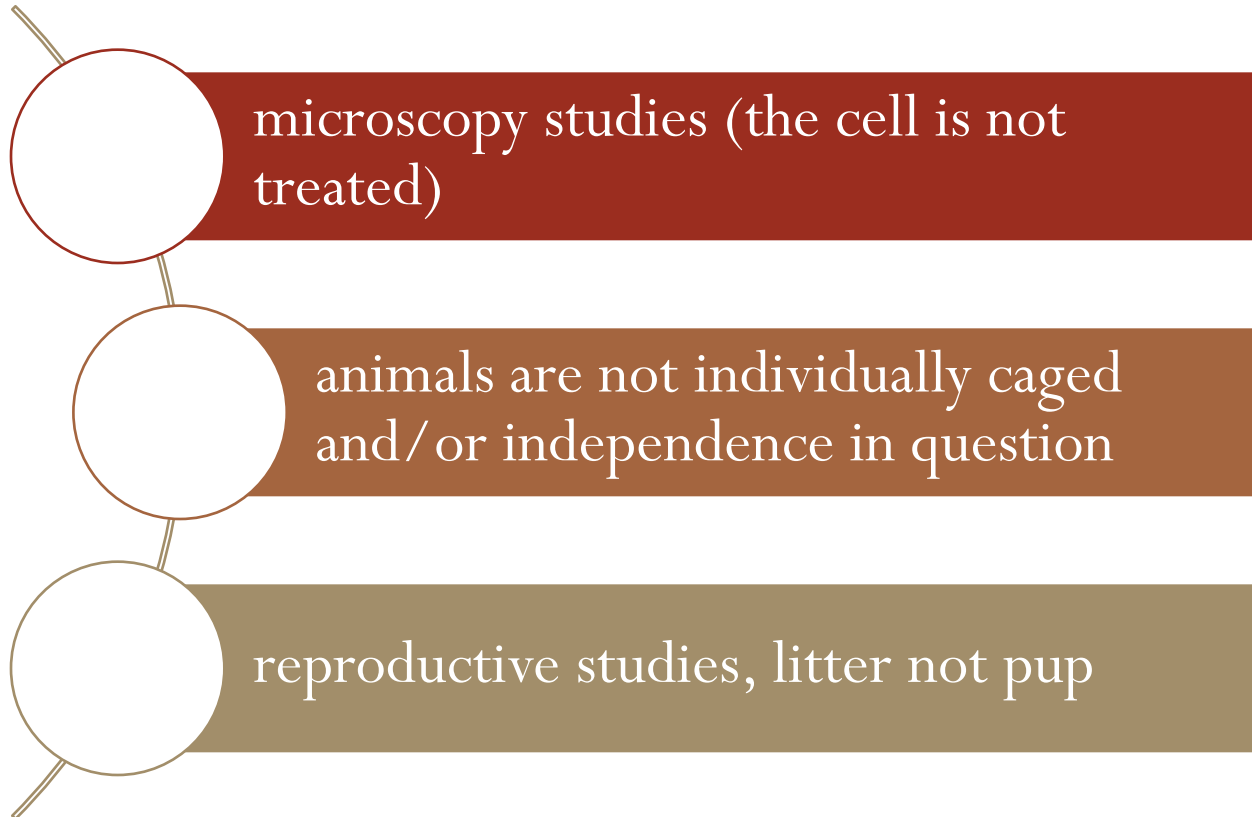 microscopy studies (the cell is not
treated)
animals are not individually caged
and/or independence in question
reproductive studies, litter not pup